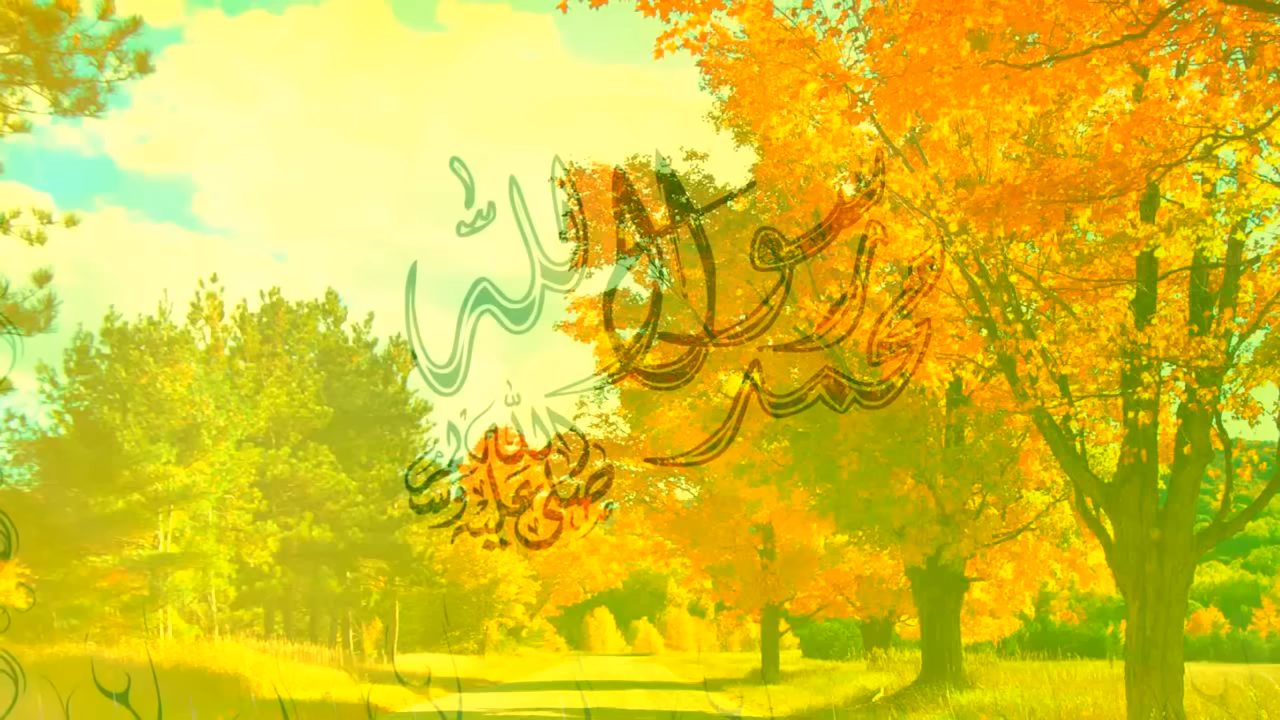 محمد رسول الله
صلى الله عليه وسلم